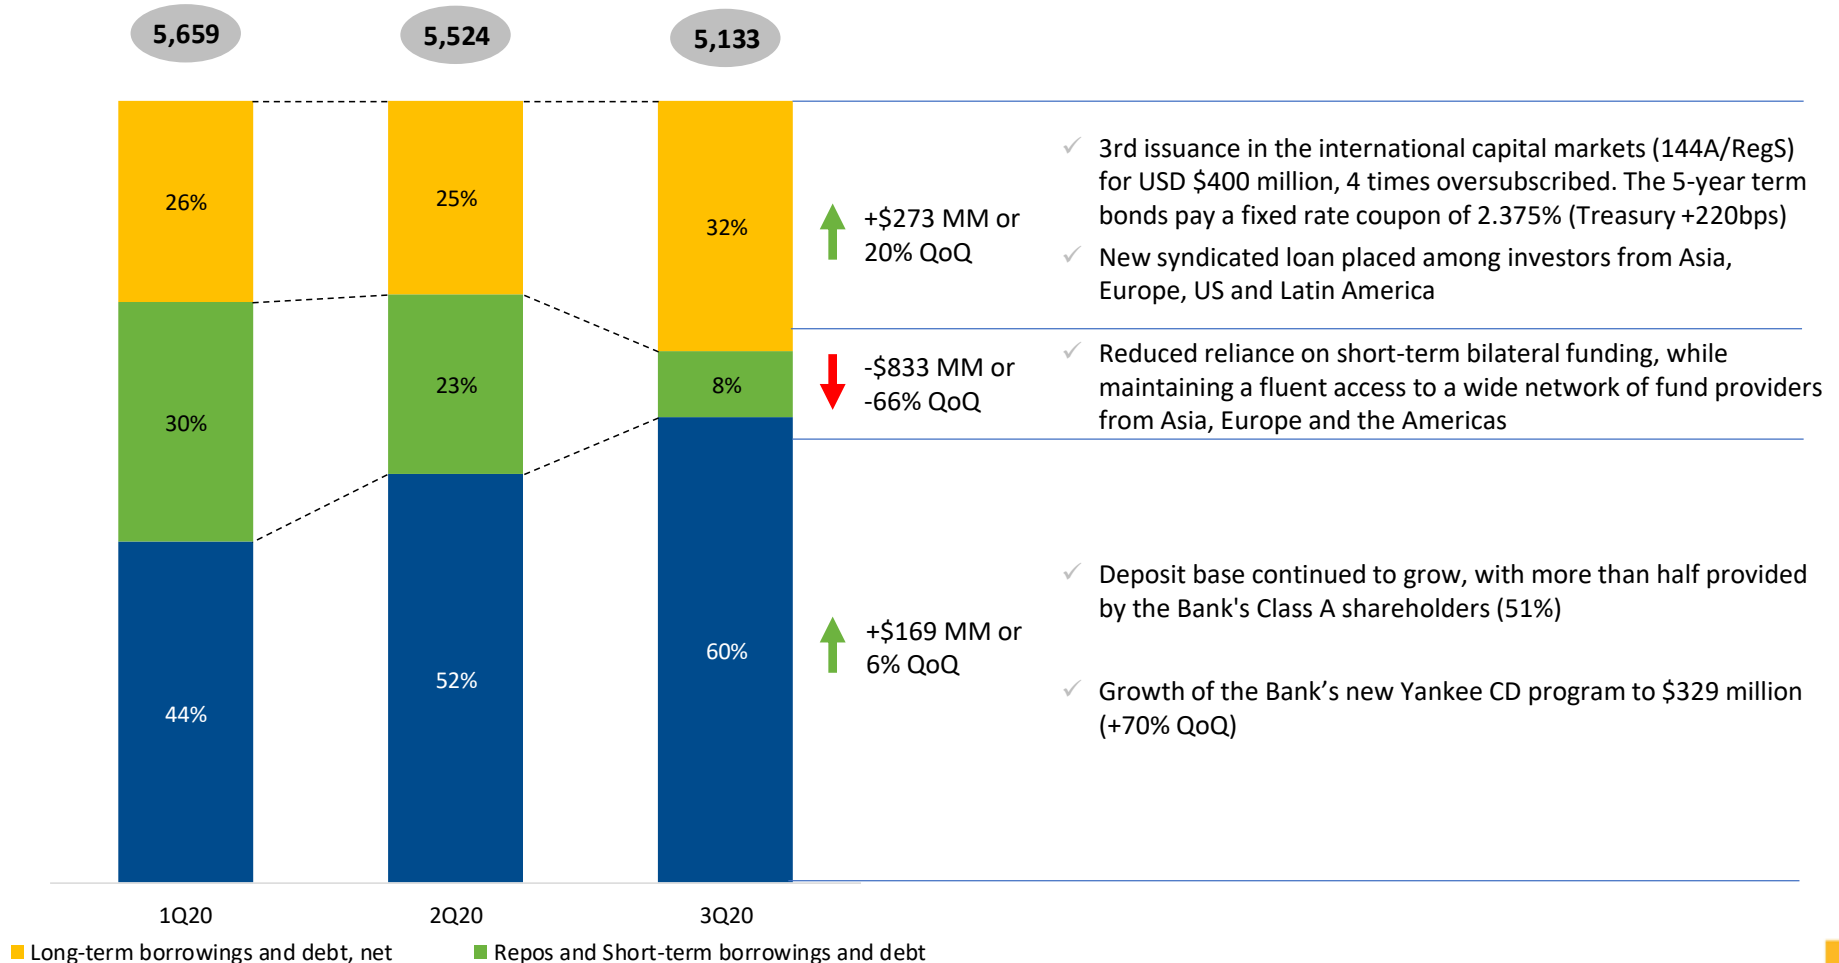 5,659
5,524
5,133
26%
25%
32%
30%
23%
8%
44%
52%
60%
+$273 MM or
20% QoQ
✓ 3rd issuance in the international capital markets (144A/RegS)
for USD $400 million, 4 times oversubscribed. The 5-year term
bonds pay a fixed rate coupon of 2.375% (Treasury +220bps)
✓ New syndicated loan placed among investors from Asia,
Europe, US and Latin America
-$833 MM or
-66% QoQ
✓ Reduced reliance on short-term bilateral funding, while
maintaining a fluent access to a wide network of fund providers
from Asia, Europe and the Americas
+$169 MM or
6% QoQ
✓ Deposit base continued to grow, with more than half provided
by the Bank's Class A shareholders (51%)
✓ Growth of the Bank’s new Yankee CD program to $329 million
(+70% QoQ)
1Q20
2Q20
3Q20
Long-term borrowings and debt, net
Repos and Short-term borrowings and debt